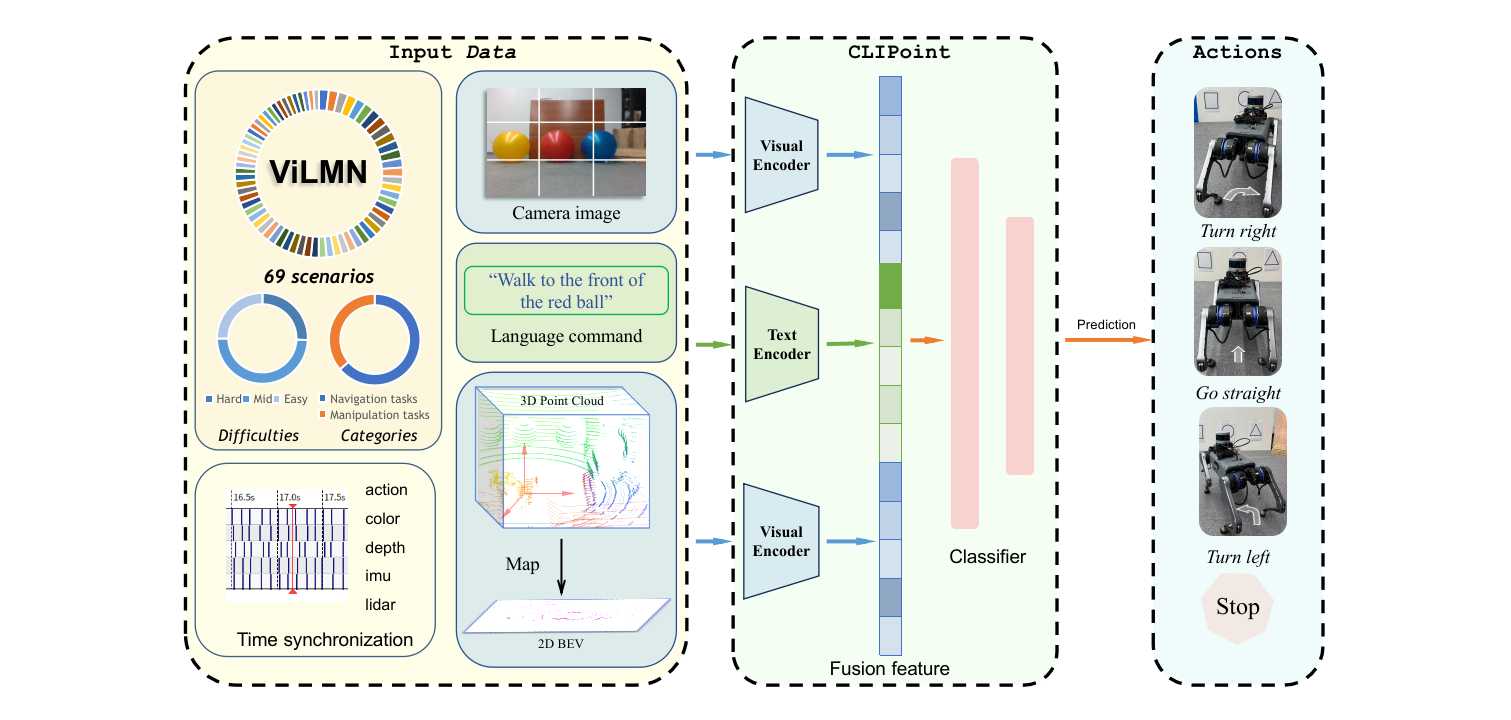 Input Data
ViLMN
69 scenarios
Hard Mid Easy
Difficulties
Navigation tasks
Manipulation tasks
Categories
16.5s 17.0s 17.5s
action
color
depth
imu
lidar
Time synchronization
Camera image
“Walk to the front of
the red ball”
Language command
3D Point Cloud
Map
2D BEV
CLIPoint
Visual
Encoder
Text
Encoder
Visual
Encoder
Fusion feature
Classifier
Prediction
Actions
Turn right
Go straight
Turn left
Stop